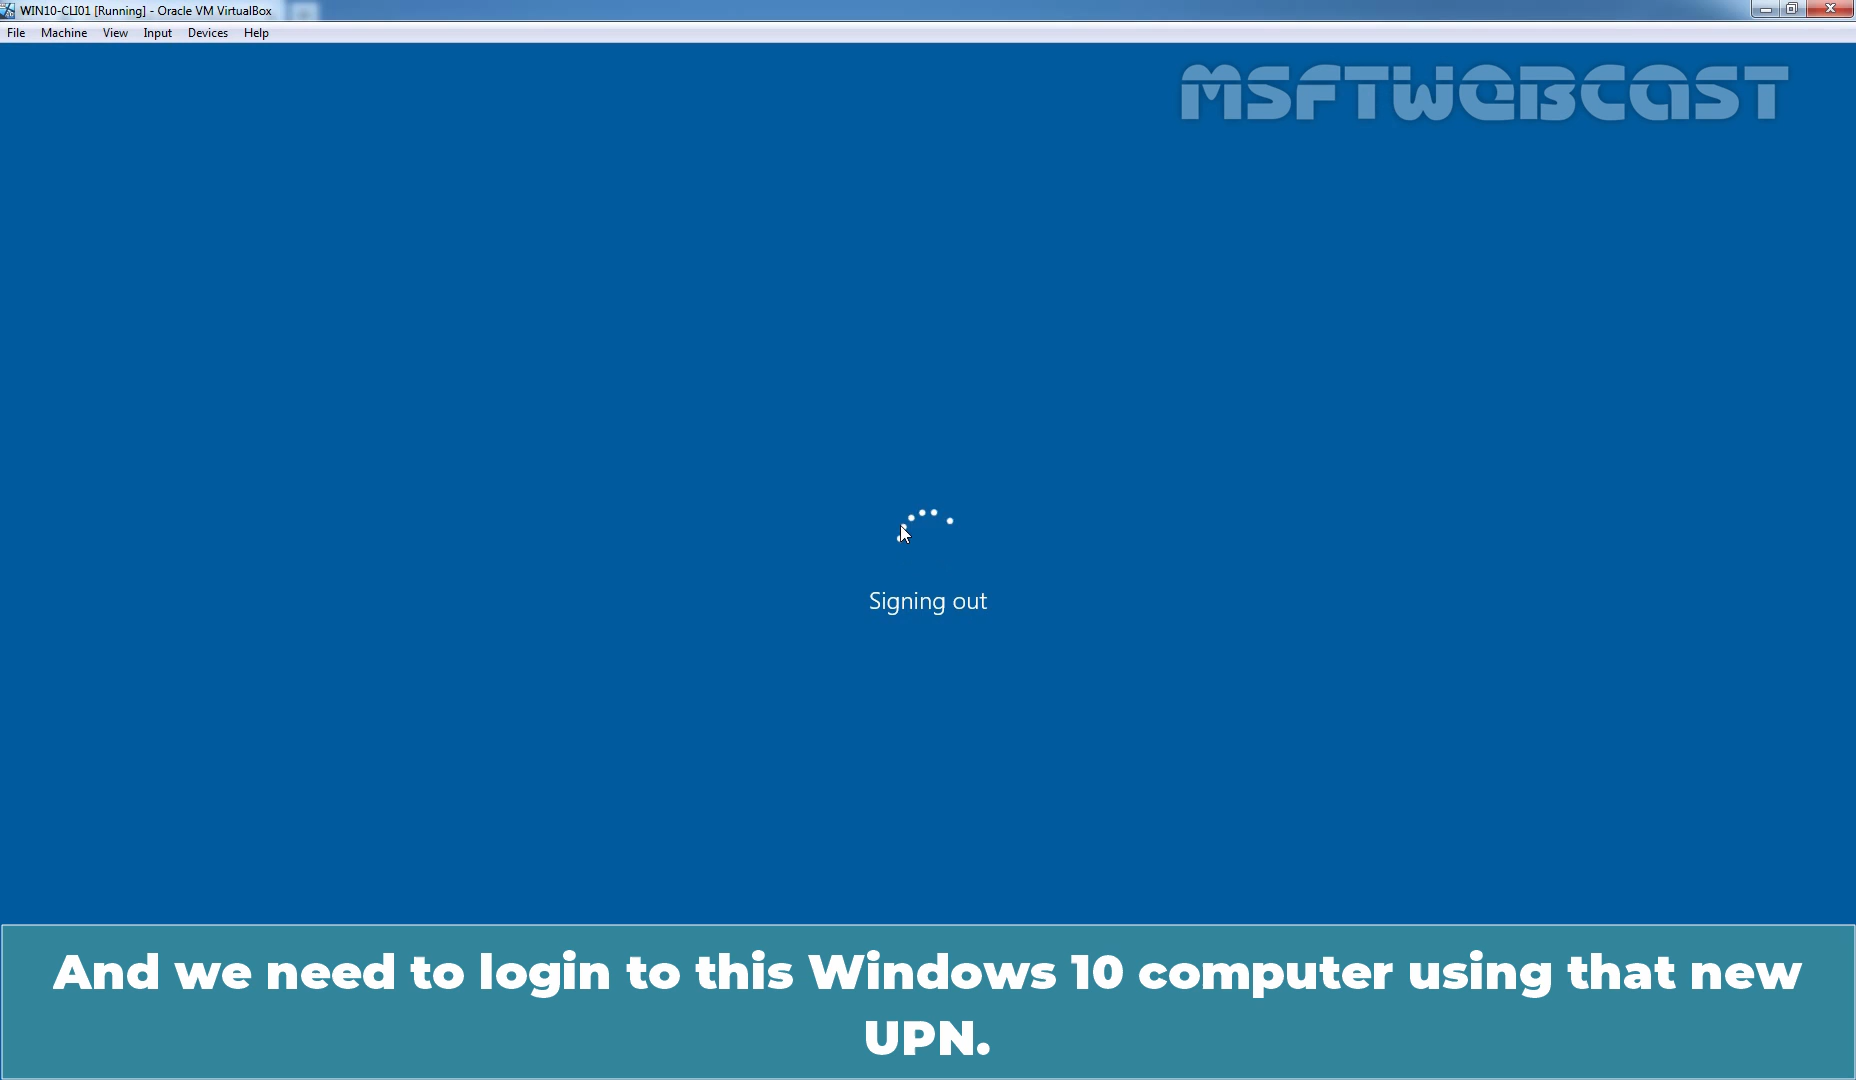 WIN10-CLI01 [Running] - Oracle VM VirtualBox
File Machine View Input Devices Help
MSFTWEBCAST
Signing out
And we need to login to this Windows 10 computer using that new
UPN.